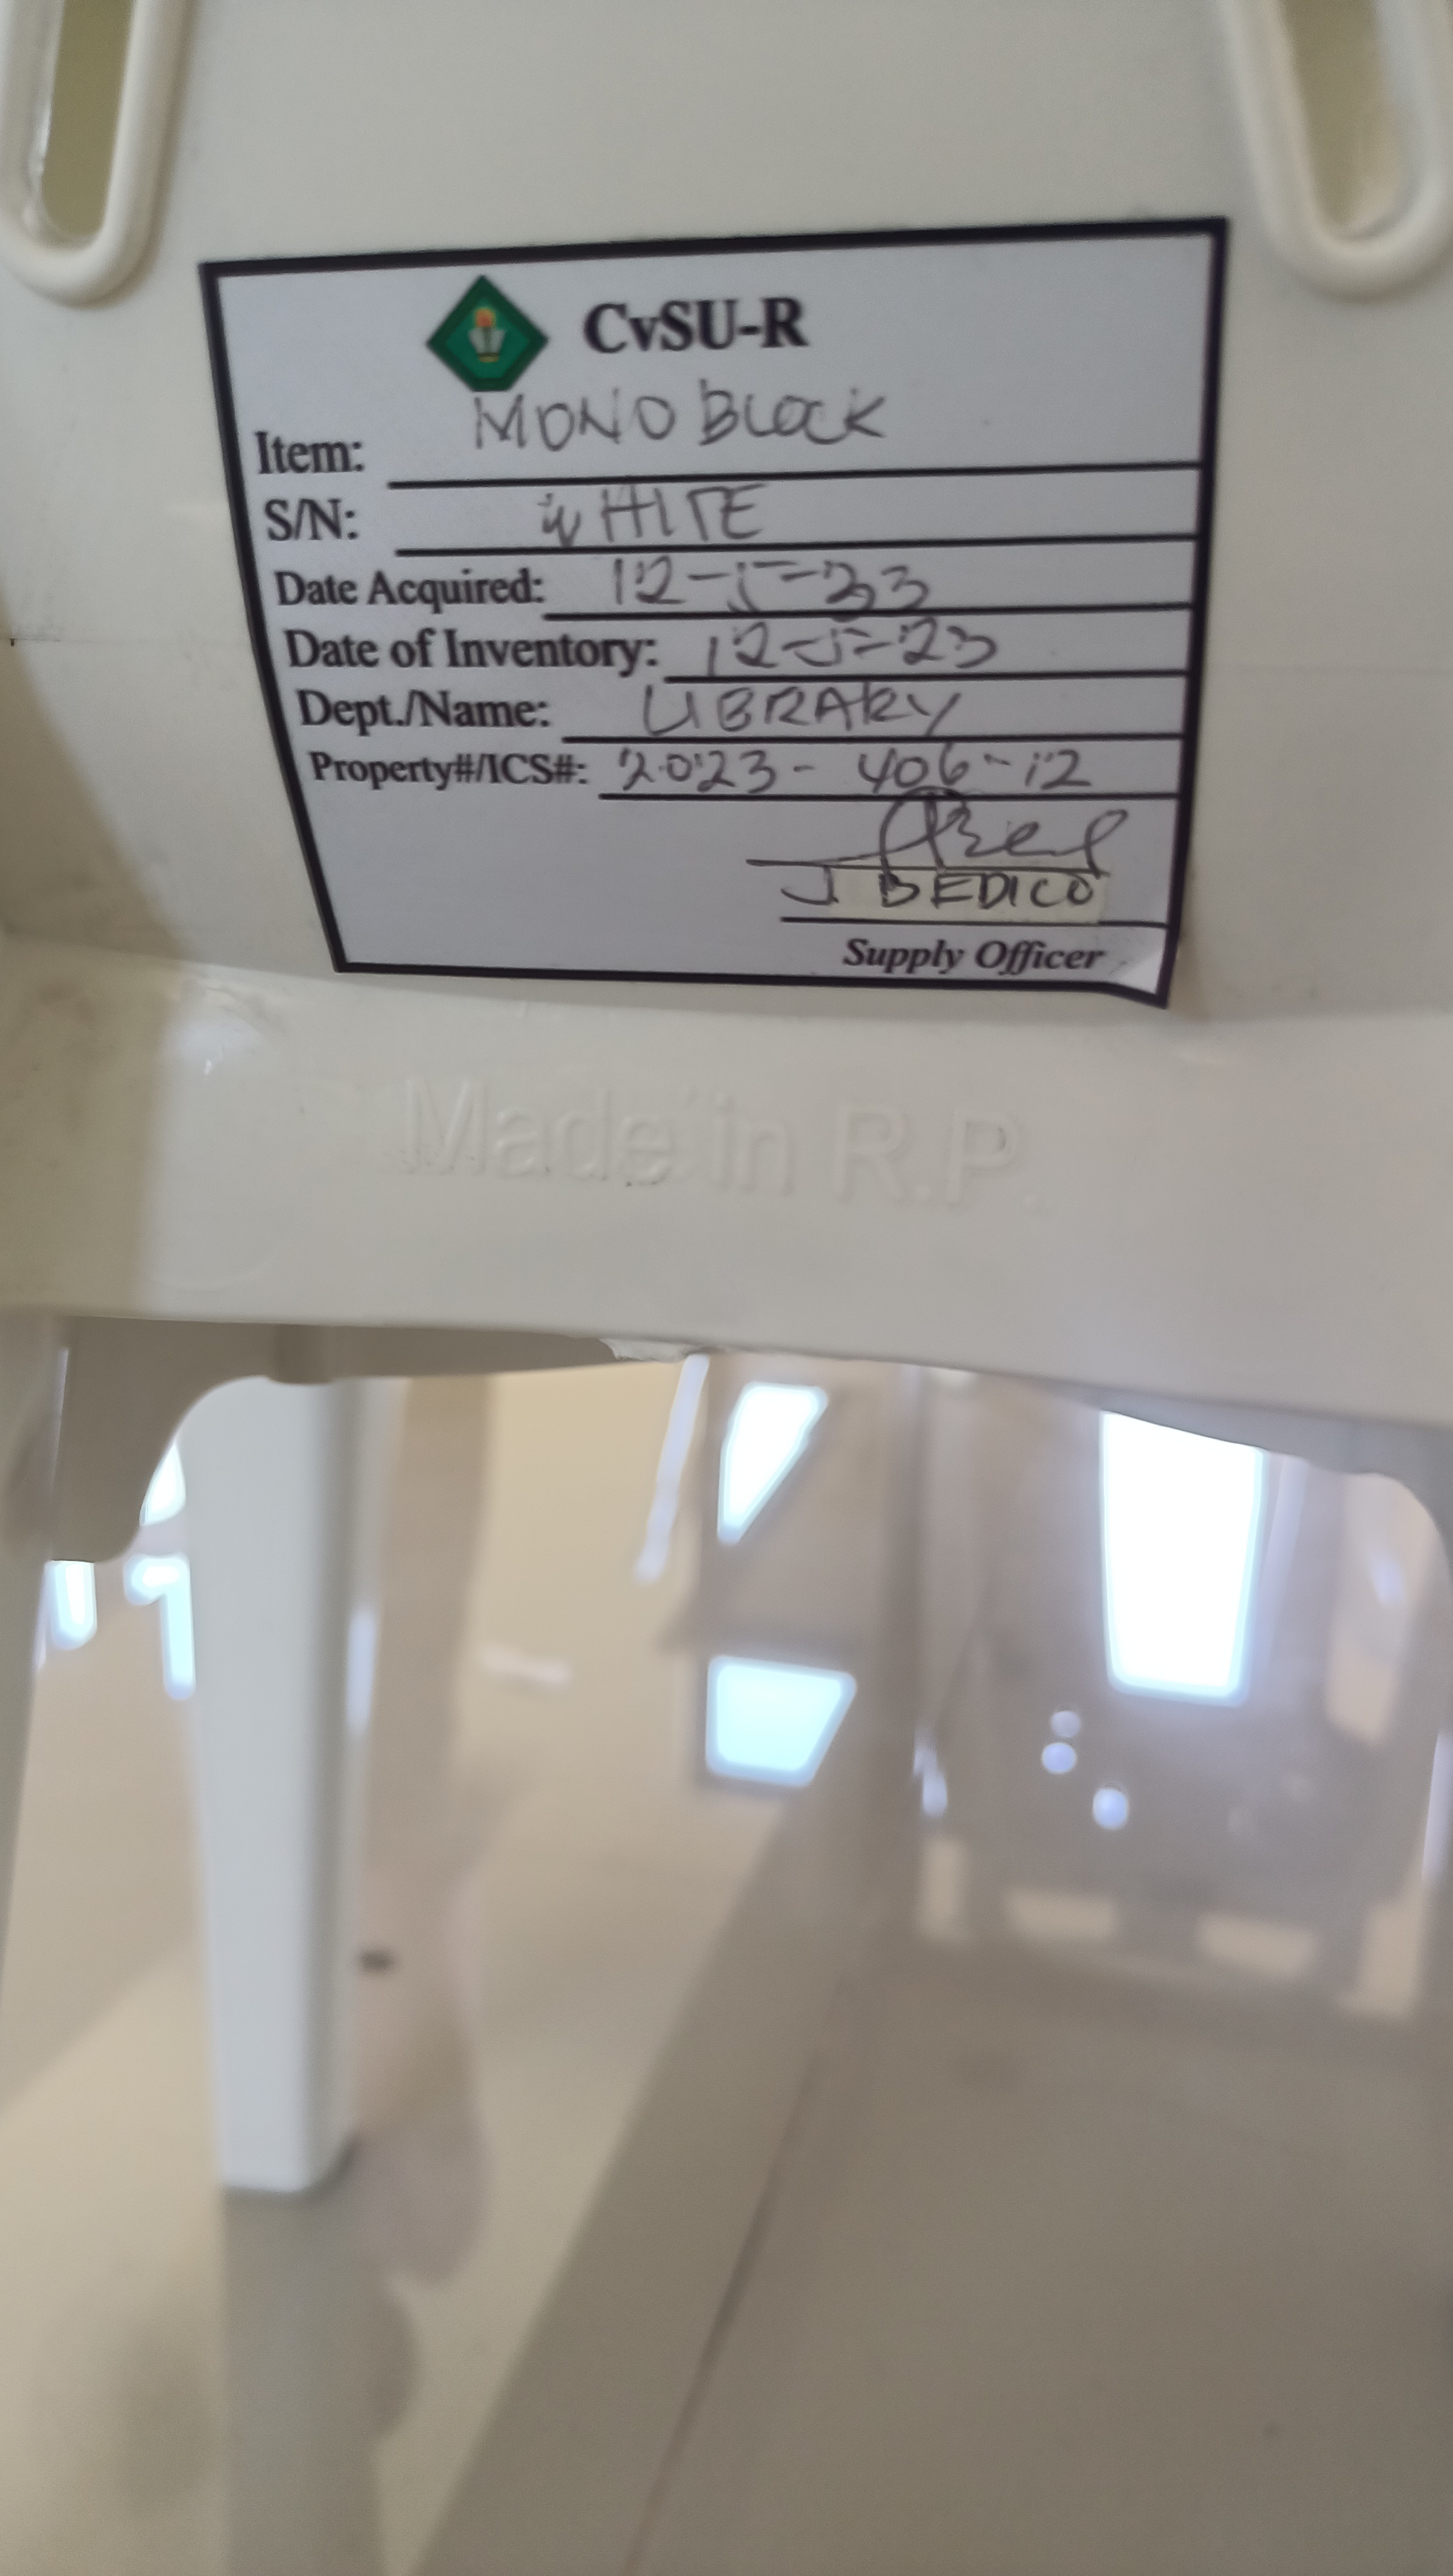 CvSU-R
Item: MONO BLOCK
S/N: WHITE
Date Acquired: 12-5-23
Date of Inventory: 12-5-23
Dept./Name: LIBRARY
Property#/ICS#: 2023- 406-12
J BEDICO
Supply Officer
Made in R.P.